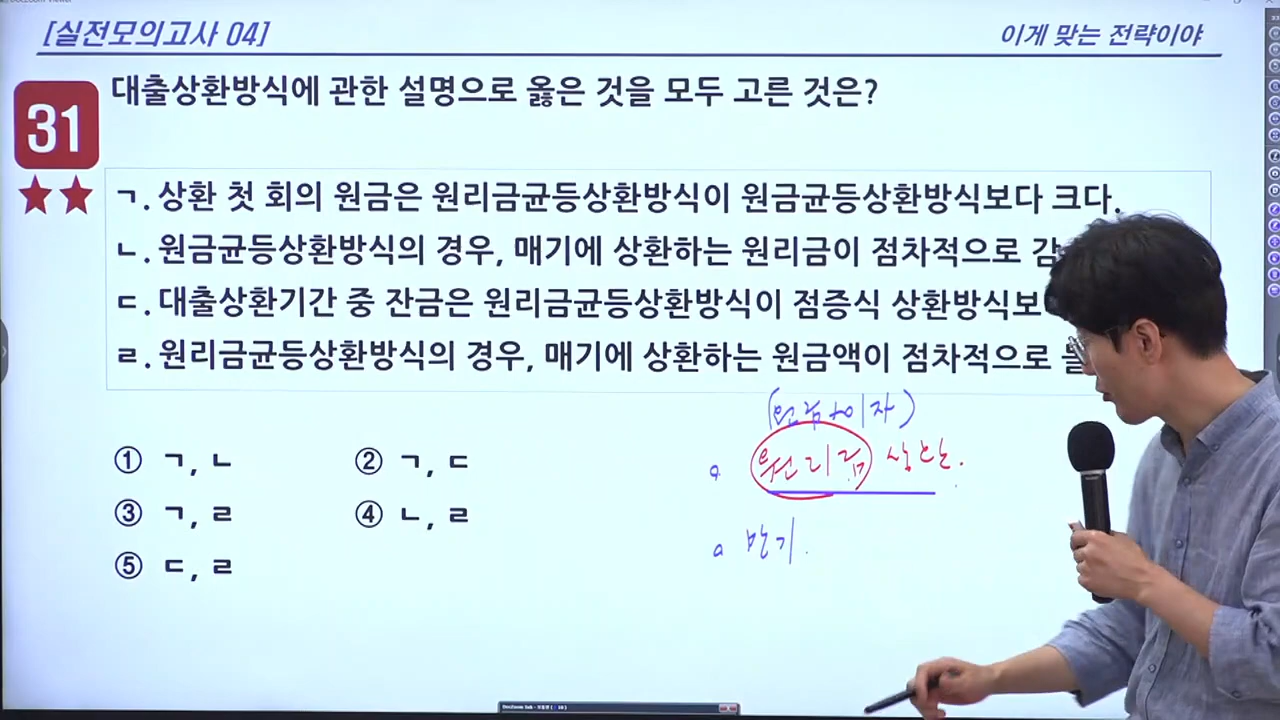 [실전모의고사 04]
이게 맞는 전략이야
31
대출상환방식에 관한 설명으로 옳은 것을 모두 고른 것은?
ㄱ. 상환 첫 회의 원금은 원리금균등상환방식이 원금균등상환방식보다 크다.
ㄴ. 원금균등상환방식의 경우, 매기에 상환하는 원리금이 점차적으로 감
ㄷ. 대출상환기간 중 잔금은 원리금균등상환방식이 점증식 상환방식보
ㄹ. 원리금균등상환방식의 경우, 매기에 상환하는 원금액이 점차적으로
(원금+이자)
원리금 상환.
만기.
① ㄱ, ㄴ
② ㄱ, ㄷ
③ ㄱ, ㄹ
④ ㄴ, ㄹ
⑤ ㄷ, ㄹ